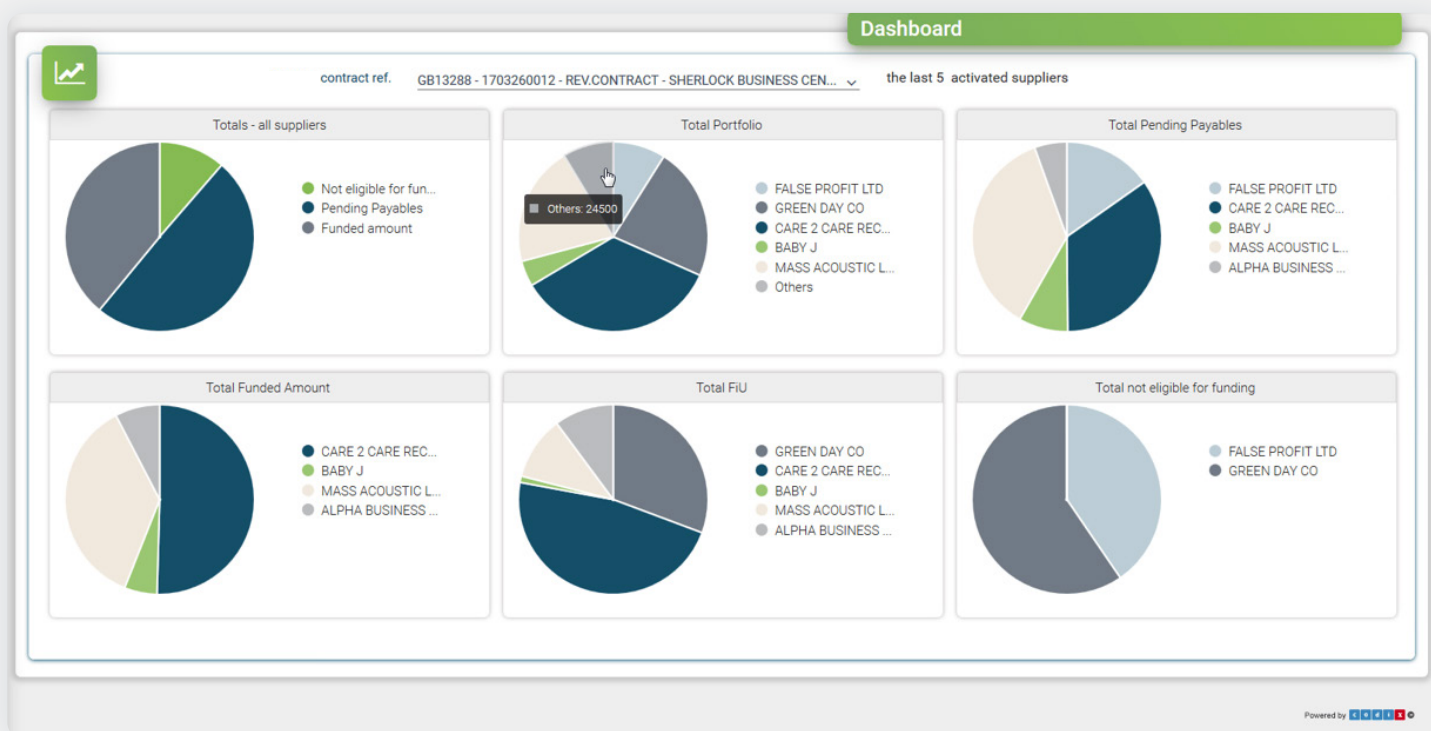 Dashboard
contract ref. GB13288 - 1703260012 - REV.CONTRACT - SHERLOCK BUSINESS CEN... the last 5 activated suppliers
Totals - all suppliers
Not eligible for fun...
Pending Payables
Funded amount
Total Portfolio
Others: 24500
FALSE PROFIT LTD
GREEN DAY CO
CARE 2 CARE REC...
BABY J
MASS ACOUSTIC L...
Others
Total Pending Payables
FALSE PROFIT LTD
CARE 2 CARE REC...
BABY J
MASS ACOUSTIC L...
ALPHA BUSINESS ...
Total Funded Amount
CARE 2 CARE REC...
BABY J
MASS ACOUSTIC L...
ALPHA BUSINESS ...
Total FiU
GREEN DAY CO
CARE 2 CARE REC...
BABY J
MASS ACOUSTIC L...
ALPHA BUSINESS ...
Total not eligible for funding
FALSE PROFIT LTD
GREEN DAY CO
Powered by